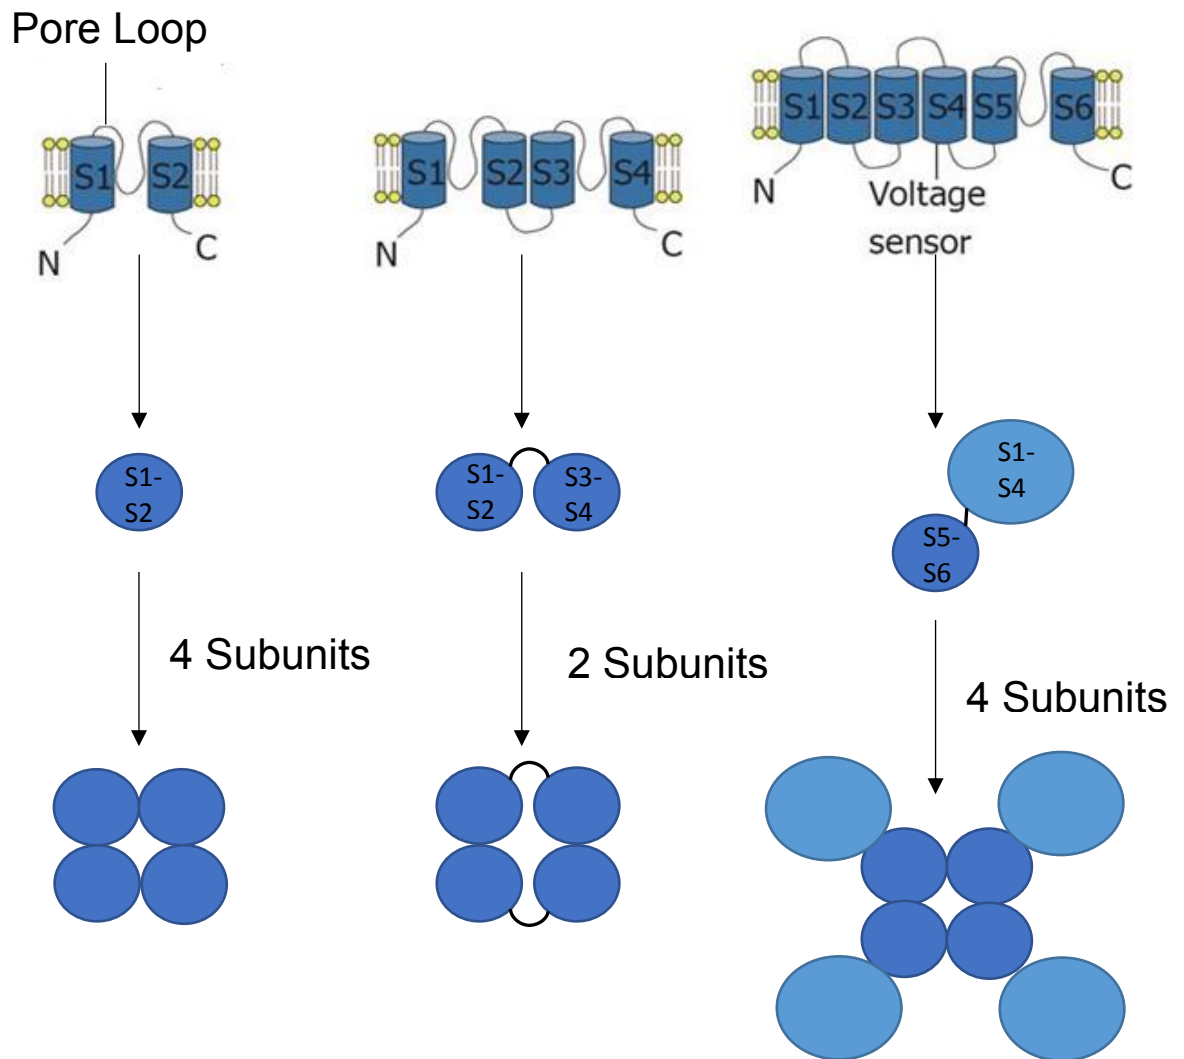 Pore Loop
S1
S2
N
C
S1
S2
S3
S4
N
C
S1
S2
S3
S4
S5
S6
N
C
Voltage
sensor
S1-
S2
S1-
S2
S3-
S4
S1-
S4
S5-
S6
4 Subunits
2 Subunits
4 Subunits